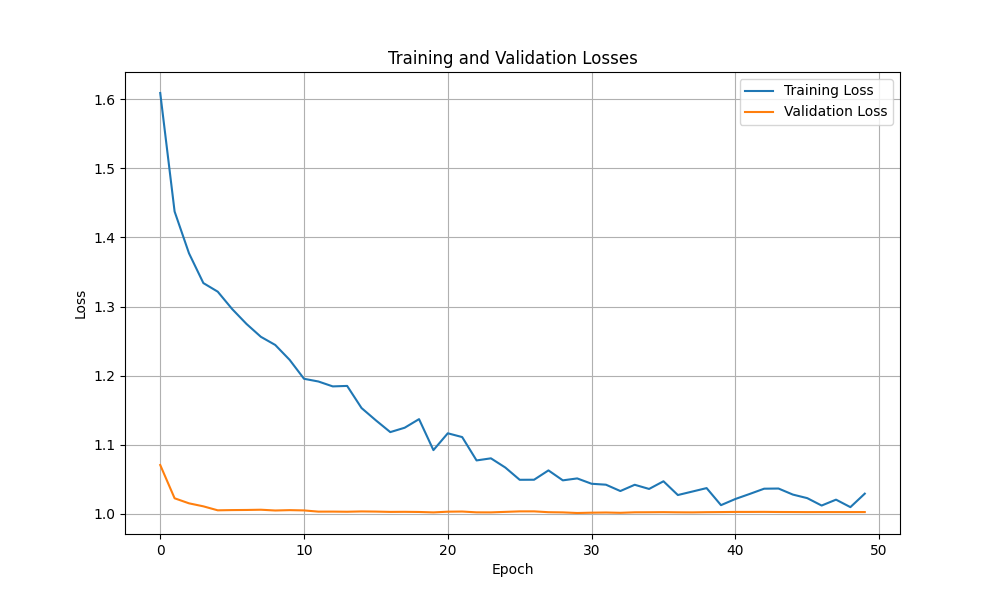 Training and Validation Losses
Training Loss
Validation Loss
1.6
1.5
1.4
1.3
1.2
1.1
1.0
Loss
0 10 20 30 40 50
Epoch